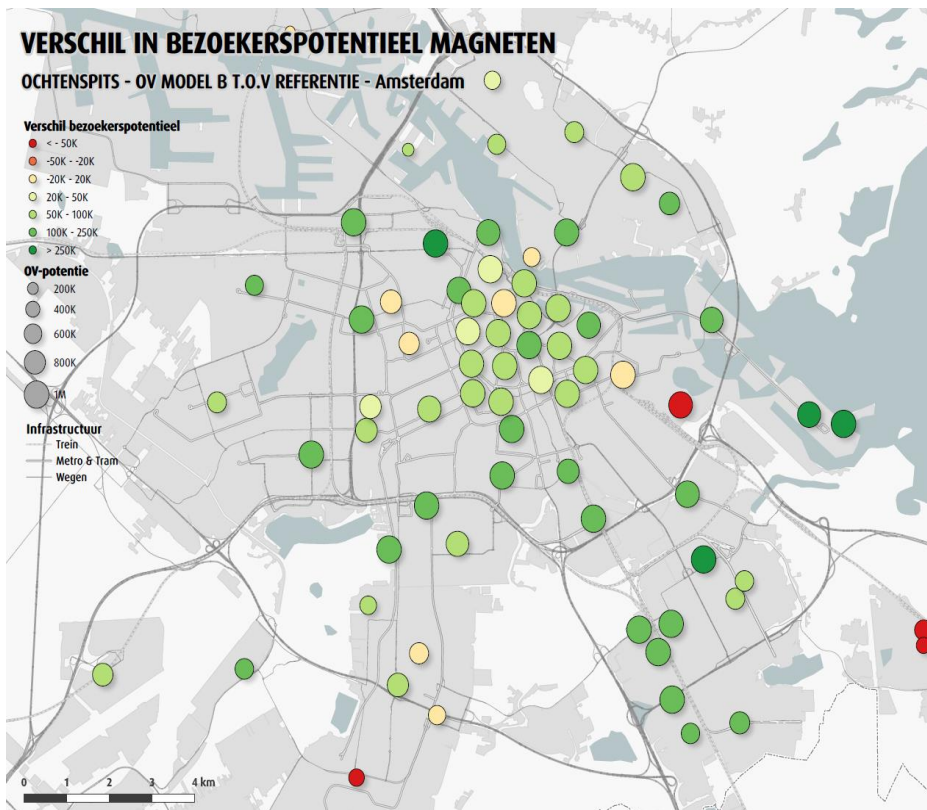 VERSCHIL IN BEZOEKERSPOTENTIEEL MAGNETEN
OCHTENSPITS - OV MODEL B T.O.V REFERENTIE - Amsterdam
Verschil bezoekerspotentieel
< - 50K
-50K - -20K
-20K - 20K
20K - 50K
50K - 100K
100K - 250K
> 250K
OV-potentie
200K
400K
600K
800K
1M
Infrastructuur
Trein
Metro & Tram
Wegen
0 1 2 3 4 km